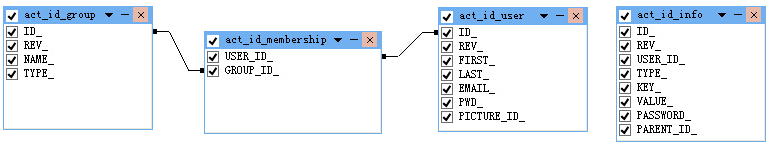 act_id_group
ID_
REV_
NAME_
TYPE_
act_id_membership
USER_ID_
GROUP_ID_
act_id_user
ID_
REV_
FIRST_
LAST_
EMAIL_
PWD_
PICTURE_ID_
act_id_info
ID_
REV_
USER_ID_
TYPE_
KEY_
VALUE_
PASSWORD_
PARENT_ID_